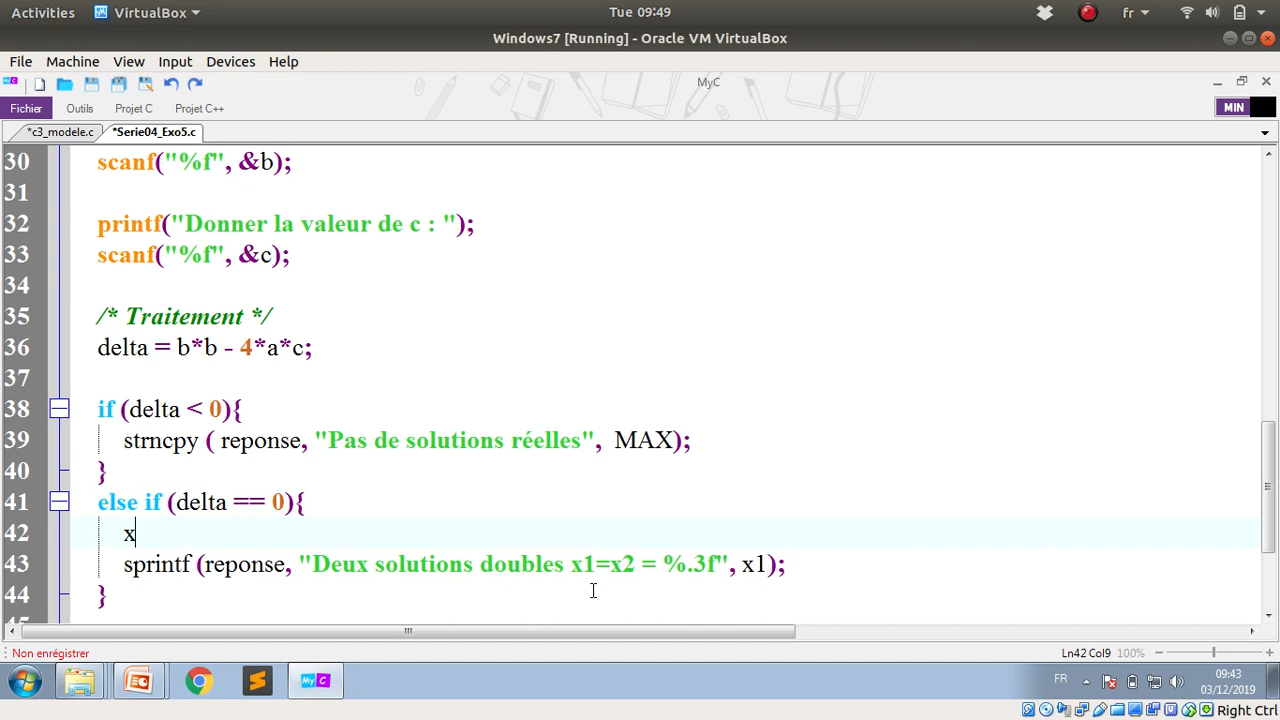 Activities VirtualBox Tue 09:49 fr
Windows7 [Running] - Oracle VM VirtualBox
File Machine View Input Devices Help
MyC
Fichier Outils Projet C Projet C++ MIN
*c3_modele.c *Serie04_Exo5.c
30 scanf("%f", &b);
31
32 printf("Donner la valeur de c : ");
33 scanf("%f", &c);
34
35 /* Traitement */
36 delta = b*b - 4*a*c;
37
38 if (delta < 0){
39 strncpy ( reponse, "Pas de solutions réelles", MAX);
40 }
41 else if (delta == 0){
42 x
43 sprintf (reponse, "Deux solutions doubles x1=x2 = %.3f", x1);
44 }
Non enrégistrer Ln42 Col9 100%
MyC FR 09:43
03/12/2019
Right Ctrl